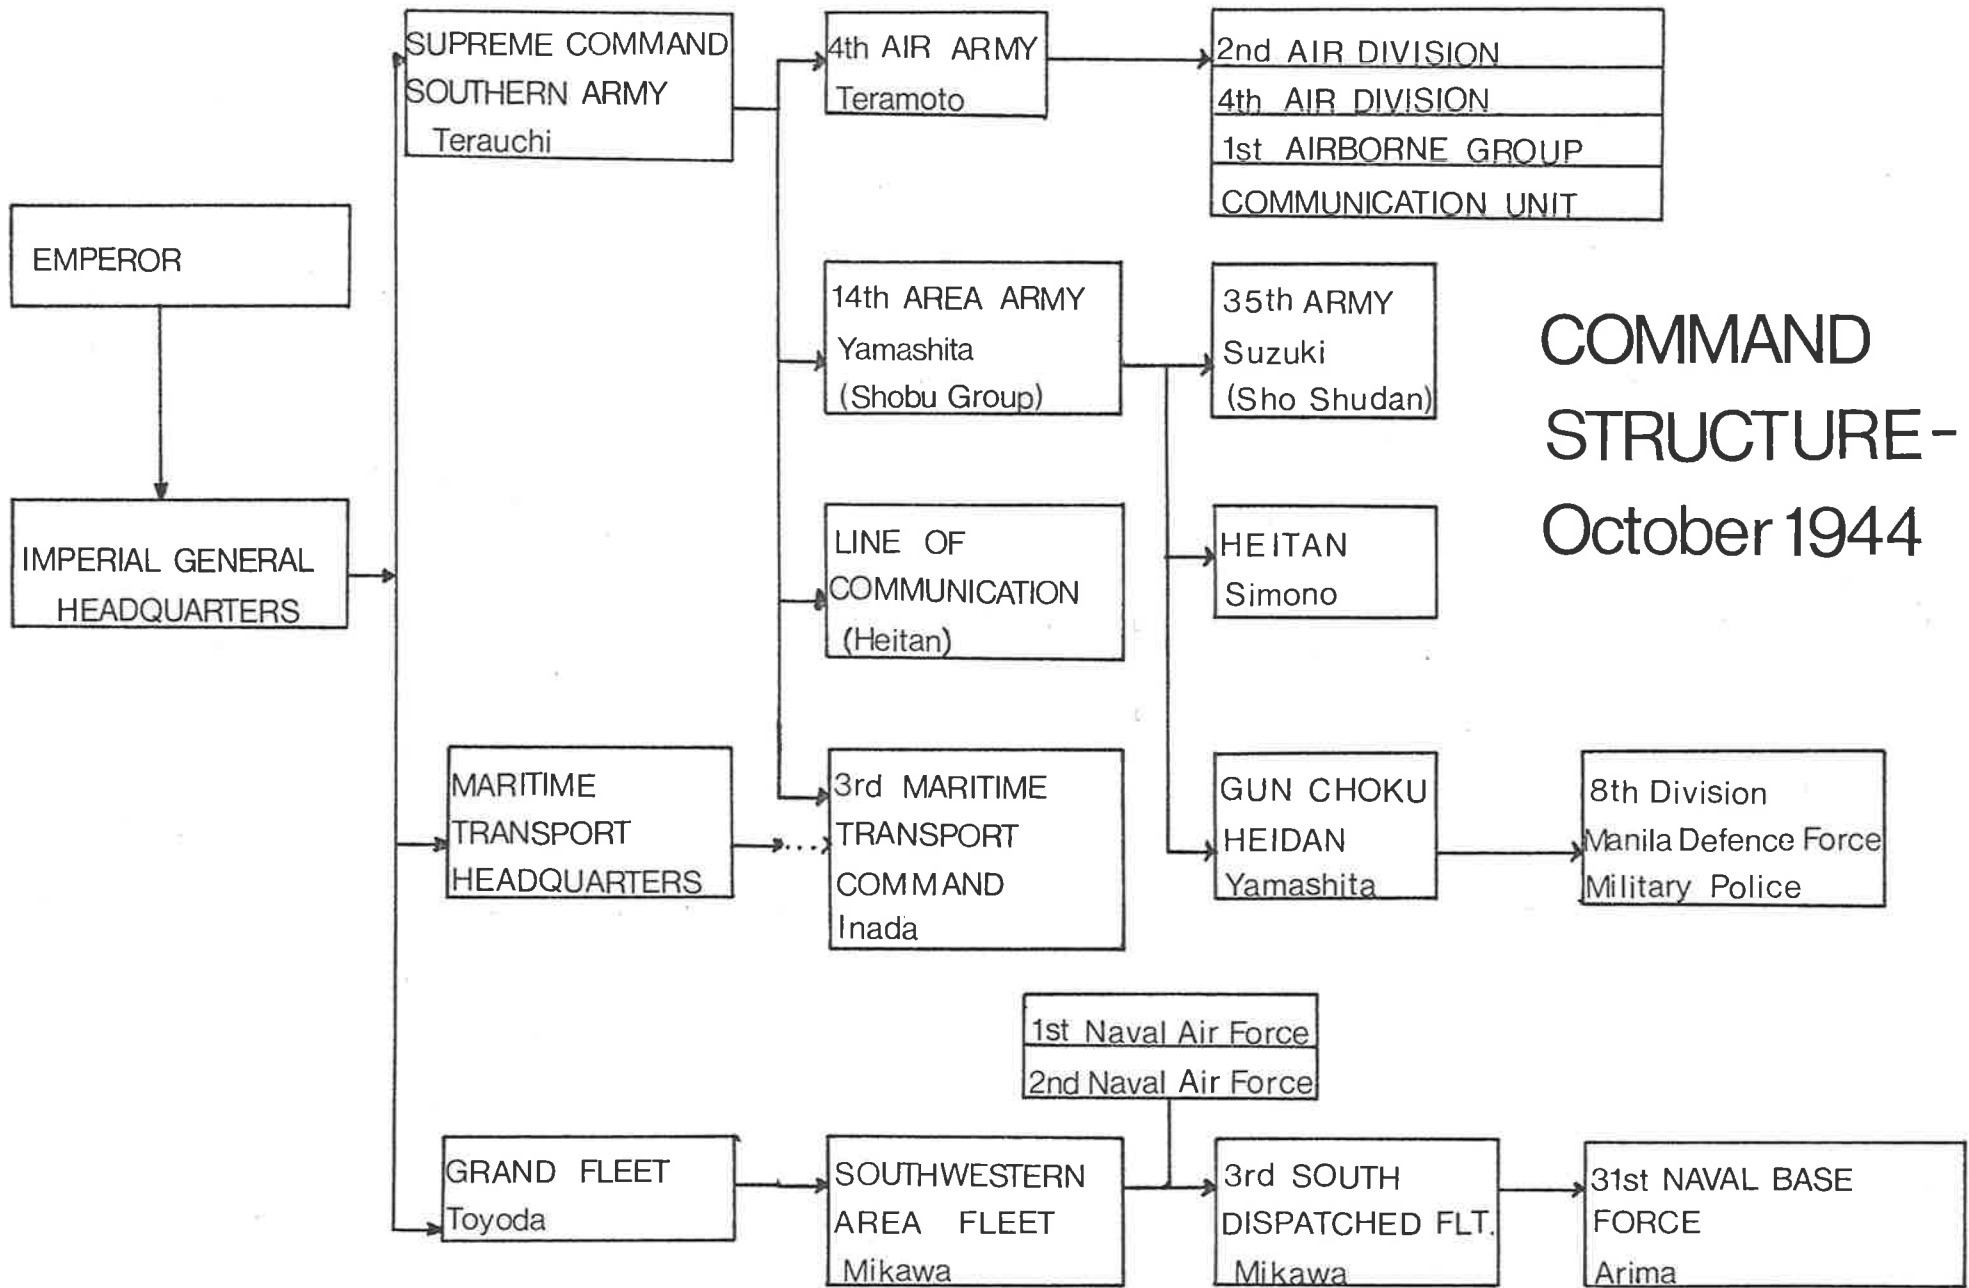 SUPREME COMMAND
SOUTHERN ARMY
Terauchi
4th AIR ARMY
Teramoto
2nd AIR DIVISION
4th AIR DIVISION
1st AIRBORNE GROUP
COMMUNICATION UNIT
EMPEROR
14th AREA ARMY
Yamashita
(Shobu Group)
35th ARMY
Suzuki
(Sho Shudan)
COMMAND
STRUCTURE-
October 1944
IMPERIAL GENERAL
HEADQUARTERS
LINE OF
COMMUNICATION
(Heitan)
HEITAN
Simono
MARITIME
TRANSPORT
HEADQUARTERS
3rd MARITIME
TRANSPORT
COMMAND
Inada
GUN CHOKU
HEIDAN
Yamashita
8th Division
Manila Defence Force
Military Police
1st Naval Air Force
2nd Naval Air Force
GRAND FLEET
Toyoda
SOUTHWESTERN
AREA FLEET
Mikawa
3rd SOUTH
DISPATCHED FLT.
Mikawa
31st NAVAL BASE
FORCE
Arima